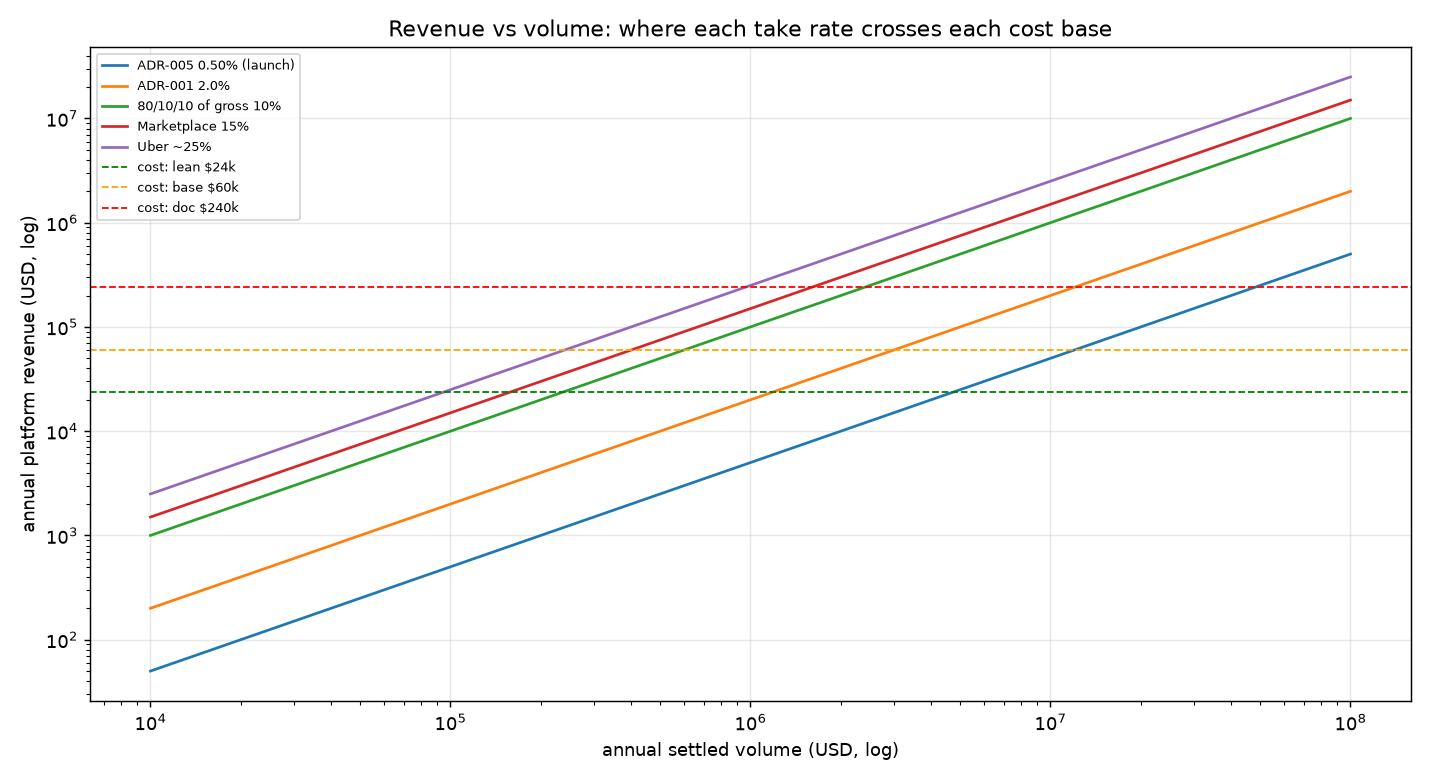 Revenue vs volume: where each take rate crosses each cost base
ADR-005 0.50% (launch)
ADR-001 2.0%
80/10/10 of gross 10%
Marketplace 15%
Uber ~25%
cost: lean $24k
cost: base $60k
cost: doc $240k
annual platform revenue (USD, log)
10⁷
10⁶
10⁵
10⁴
10³
10²
10⁴ 10⁵ 10⁶ 10⁷ 10⁸
annual settled volume (USD, log)